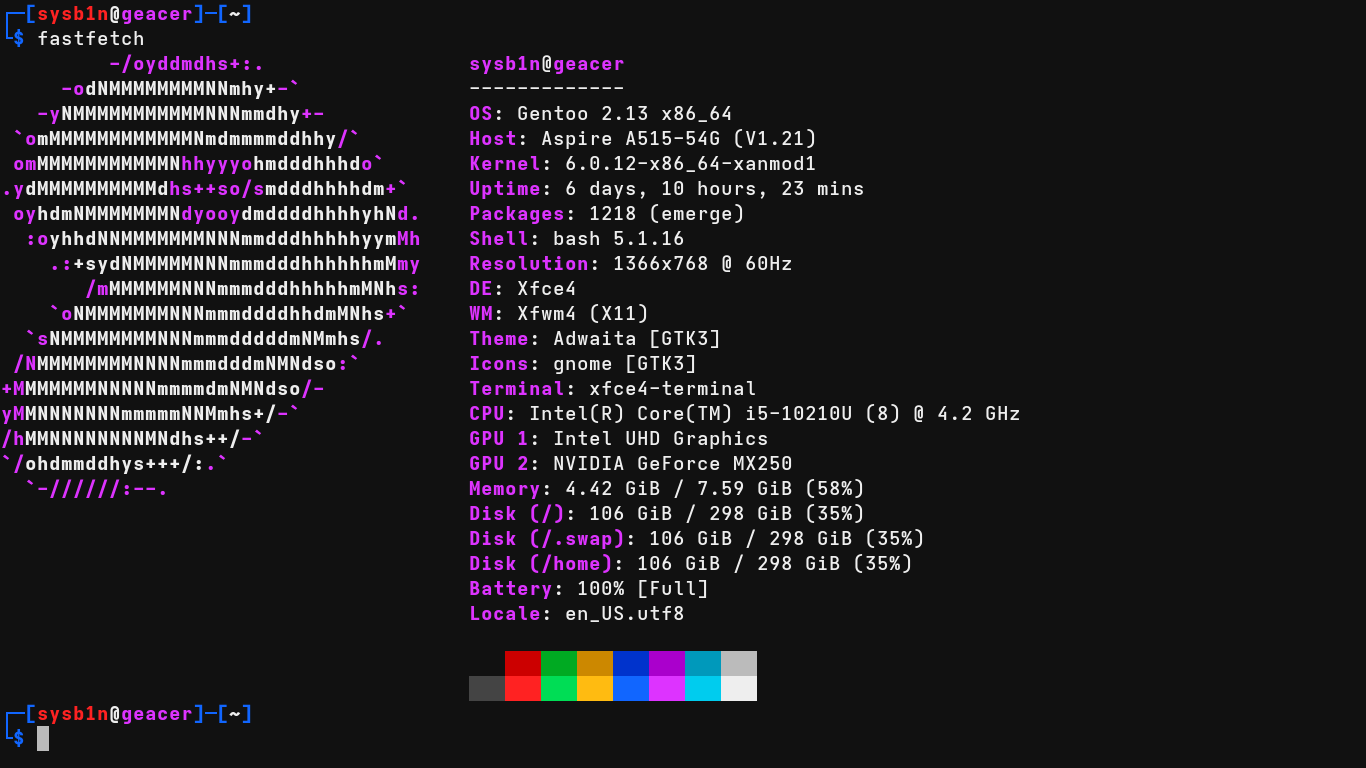 ┌─[sysb1n@geacer]─[~]
└$ fastfetch
         -/oyddmdhs+:.                 sysb1n@geacer
     -odNMMMMMMMMNNmhy+-`              -------------
   -yNMMMMMMMMMMMNNNmmdhy+-            OS: Gentoo 2.13 x86_64
 `omMMMMMMMMMMMMNmdmmmmddhhy/`         Host: Aspire A515-54G (V1.21)
 omMMMMMMMMMMMNhhyyyohmdddhhhdo`       Kernel: 6.0.12-x86_64-xanmod1
.ydMMMMMMMMMMdhs++so/smdddhhhhdm+`     Uptime: 6 days, 10 hours, 23 mins
 oyhdmNMMMMMMMNdyooydmddddhhhhyhNd.    Packages: 1218 (emerge)
  :oyhhdNNMMMMMMMNNNmmdddhhhhhyymMh    Shell: bash 5.1.16
    .:+sydNMMMMMNNNmmmdddhhhhhhmMmy    Resolution: 1366x768 @ 60Hz
       /mMMMMMMNNNmmmdddhhhhhmMNhs:    DE: Xfce4
    `oNMMMMMMMNNNmmmddddhhdmMNhs+`     WM: Xfwm4 (X11)
  `sNMMMMMMMMNNNmmmdddddmNMmhs/.       Theme: Adwaita [GTK3]
 /NMMMMMMMMNNNNmmmdddmNMNdso:`         Icons: gnome [GTK3]
+MMMMMMMNNNNNmmmmdmNMNdso/-            Terminal: xfce4-terminal
yMMNNNNNNNmmmmmNNMmhs+/-`              CPU: Intel(R) Core(TM) i5-10210U (8) @ 4.2 GHz
/hMMNNNNNNNNMNdhs++/-`                 GPU 1: Intel UHD Graphics
`/ohdmmddhys+++/:.`                    GPU 2: NVIDIA GeForce MX250
  `-//////:--.                         Memory: 4.42 GiB / 7.59 GiB (58%)
Disk (/): 106 GiB / 298 GiB (35%)
Disk (/.swap): 106 GiB / 298 GiB (35%)
Disk (/home): 106 GiB / 298 GiB (35%)
Battery: 100% [Full]
Locale: en_US.utf8
┌─[sysb1n@geacer]─[~]
└$